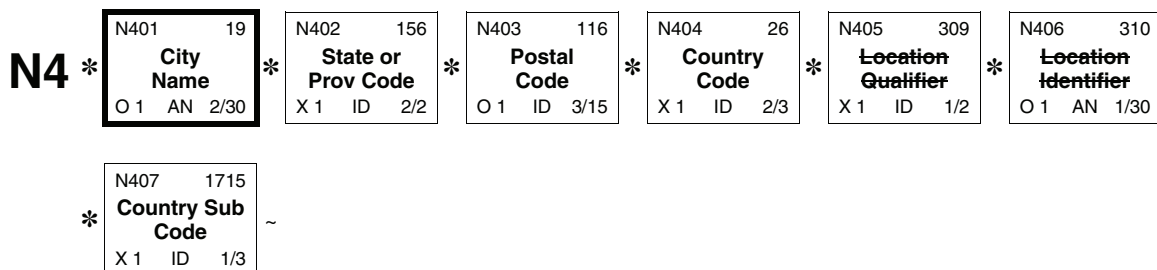 N401 19 N402 156 N403 116 N404 26 N405 309 N406 310
N4 * City Name * State or Prov Code * Postal Code * Country Code * Location Qualifier * Location Identifier
O 1 AN 2/30 X 1 ID 2/2 O 1 ID 3/15 X 1 ID 2/3 X 1 ID 1/2 O 1 AN 1/30
N407 1715
* Country Sub Code ~
X 1 ID 1/3